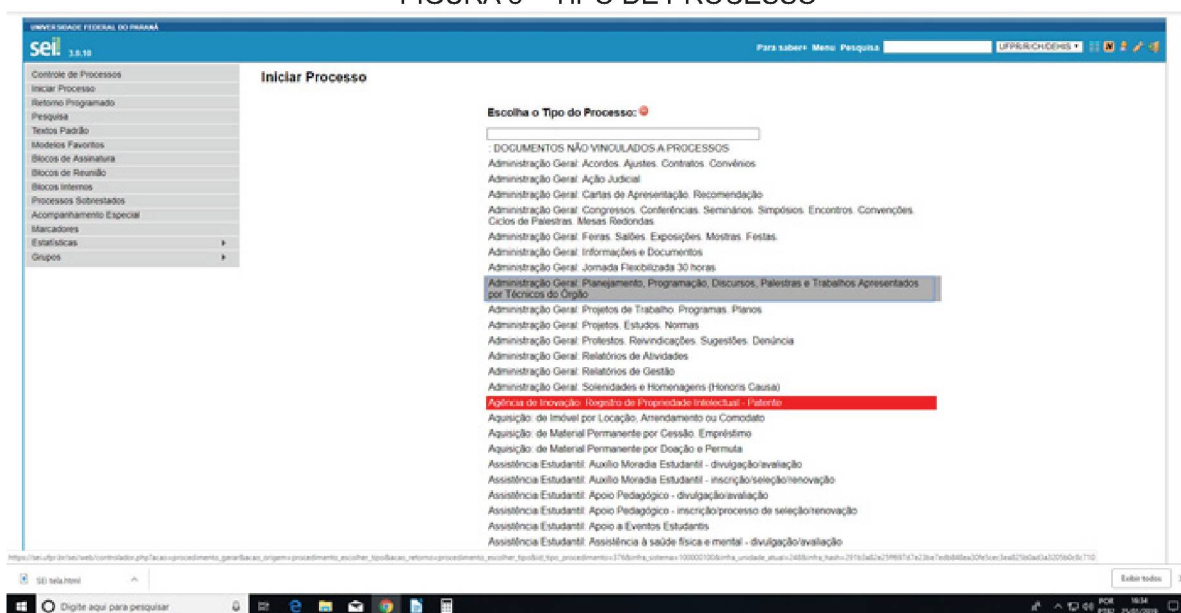 UNIVERSIDADE FEDERAL DO PARANÁ
sei! 3.0.10
Para saber+ Menu Pesquisa
Controle de Processos
Iniciar Processo
Retorno Programado
Pesquisa
Textos Padrão
Modelos Favoritos
Blocos de Assinatura
Blocos de Reunião
Blocos Internos
Processos Sobrestados
Acompanhamento Especial
Marcadores
Estatísticas
Grupos
Iniciar Processo
Escolha o Tipo do Processo:
: DOCUMENTOS NÃO VINCULADOS A PROCESSOS
Administração Geral: Acordos. Ajustes. Contratos. Convênios
Administração Geral: Ação Judicial
Administração Geral: Cartas de Apresentação. Recomendação
Administração Geral: Congressos. Conferências. Seminários. Simpósios. Encontros. Convenções.
Ciclos de Palestras. Mesas Redondas
Administração Geral: Feiras. Salões. Exposições. Mostras. Festas.
Administração Geral: Informações e Documentos
Administração Geral: Jornada Flexibilizada 30 horas
Administração Geral: Planejamento, Programação, Discursos, Palestras e Trabalhos Apresentados
por Técnicos do Órgão
Administração Geral: Projetos de Trabalho. Programas. Planos
Administração Geral: Projetos. Estudos. Normas
Administração Geral: Protestos. Reivindicações. Sugestões. Denúncia
Administração Geral: Relatórios de Atividades
Administração Geral: Relatórios de Gestão
Administração Geral: Solenidades e Homenagens (Honoris Causa)
Agência de Inovação: Registro de Propriedade Intelectual - Patente
Aquisição: de Imóvel por Locação, Arrendamento ou Comodato
Aquisição: de Material Permanente por Cessão. Empréstimo
Aquisição: de Material Permanente por Doação e Permuta
Assistência Estudantil: Auxílio Moradia Estudantil - divulgação/avaliação
Assistência Estudantil: Auxílio Moradia Estudantil - inscrição/seleção/renovação
Assistência Estudantil: Apoio Pedagógico - divulgação/avaliação
Assistência Estudantil: Apoio Pedagógico - inscrição/processo de seleção/renovação
Assistência Estudantil: Apoio a Eventos Estudantis
Assistência Estudantil: Assistência à saúde física e mental - divulgação/avaliação
SEI tela.html
Exibir todos
Digite aqui para pesquisar
POR
16:34
PTB2 25/01/2019